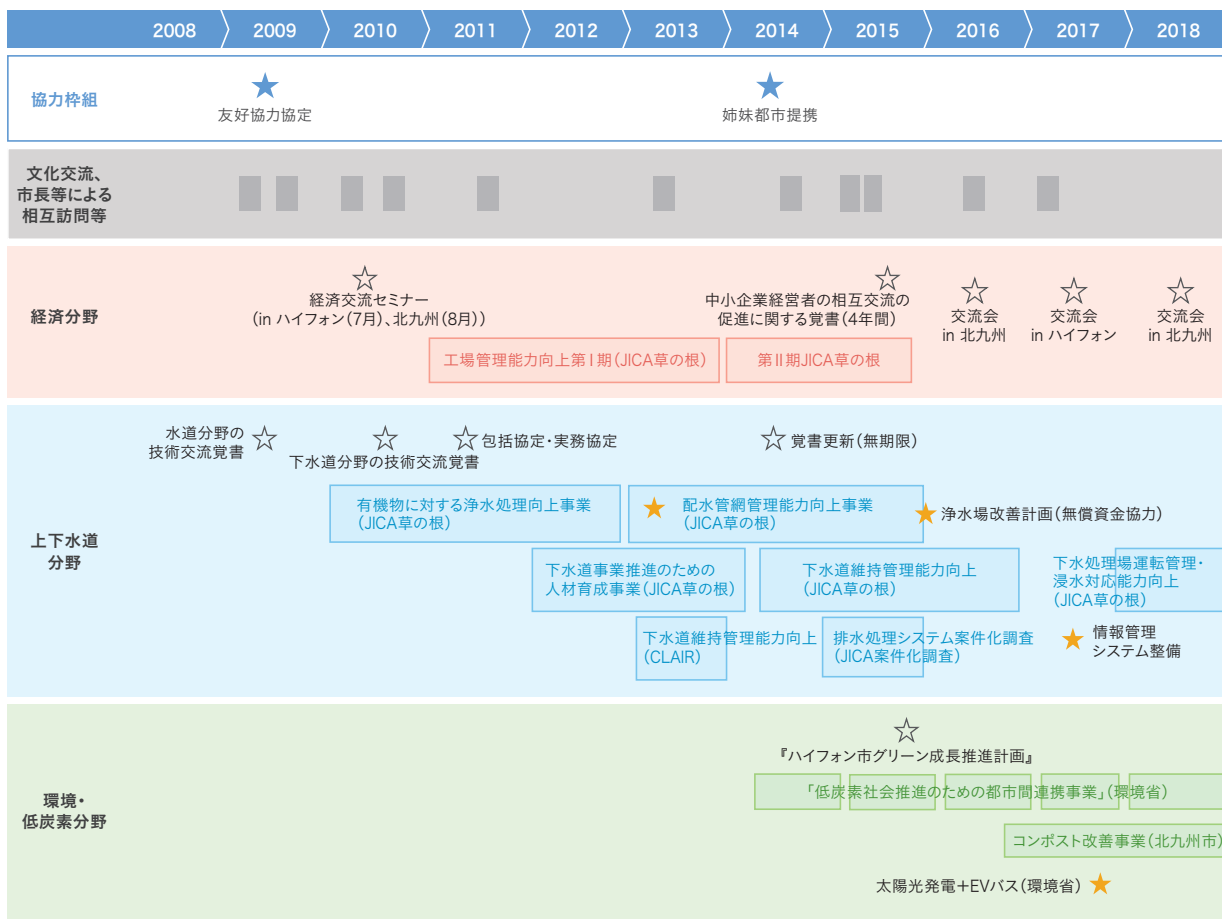 2008 2009 2010 2011 2012 2013 2014 2015 2016 2017 2018
協力枠組
友好協力協定
姉妹都市提携
文化交流、
市長等による
相互訪問等
経済分野
経済交流セミナー
(in ハイフォン(7月)、北九州(8月))
中小企業経営者の相互交流の
促進に関する覚書(4年間)
交流会
in 北九州
交流会
in ハイフォン
交流会
in 北九州
工場管理能力向上第Ⅰ期(JICA草の根)
第Ⅱ期JICA草の根
上下水道
分野
水道分野の
技術交流覚書
下水道分野の技術交流覚書
包括協定・実務協定
覚書更新(無期限)
有機物に対する浄水処理向上事業
(JICA草の根)
配水管網管理能力向上事業
(JICA草の根)
浄水場改善計画(無償資金協力)
下水道事業推進のための
人材育成事業(JICA草の根)
下水道維持管理能力向上
(JICA草の根)
下水処理場運転管理・
浸水対応能力向上
(JICA草の根)
下水道維持管理能力向上
(CLAIR)
排水処理システム案件化調査
(JICA案件化調査)
情報管理
システム整備
環境・
低炭素分野
『ハイフォン市グリーン成長推進計画』
「低炭素社会推進のための都市間連携事業」(環境省)
コンポスト改善事業(北九州市)
太陽光発電+EVバス(環境省)